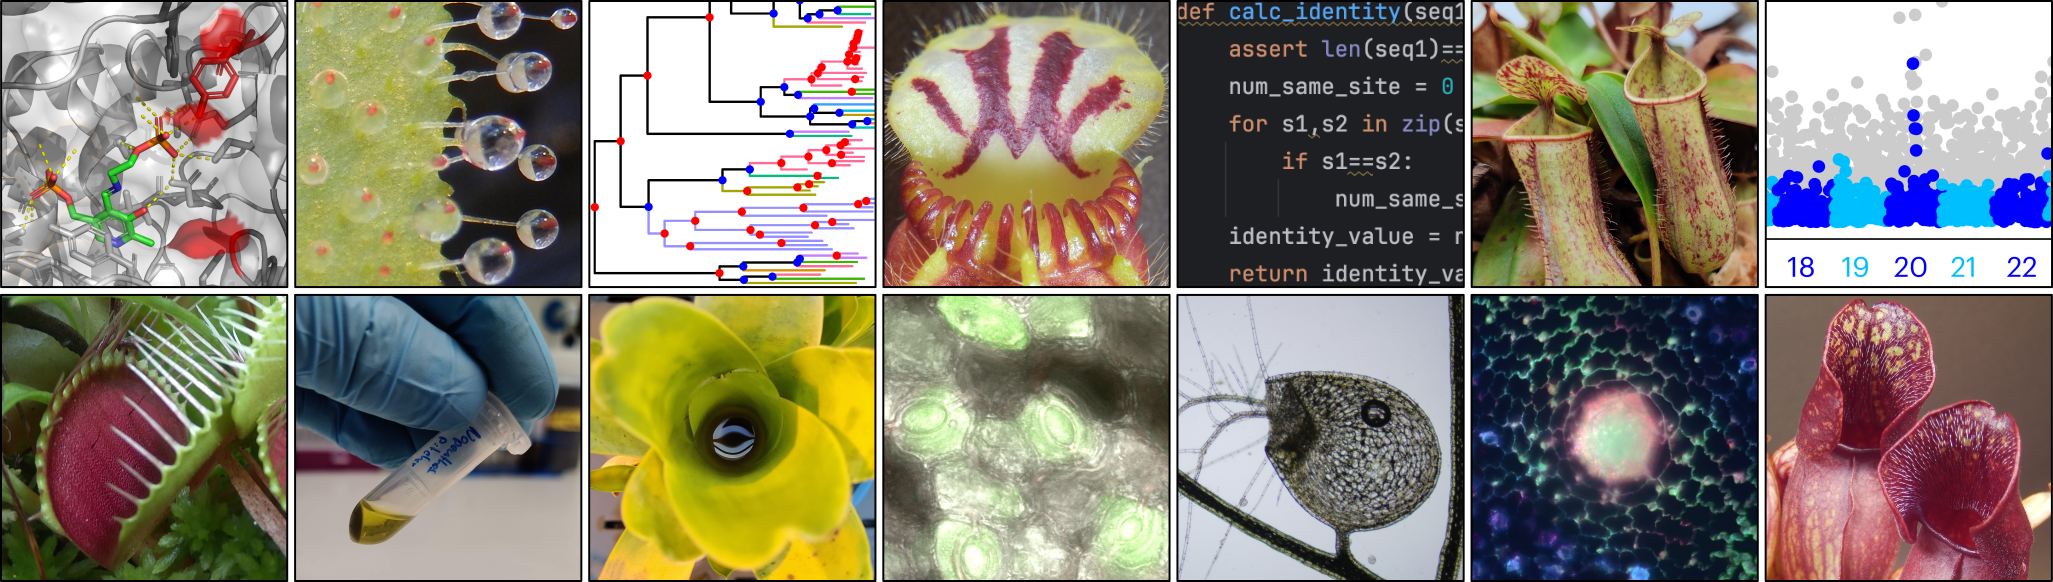 def calc_identity(seq1
assert len(seq1)==
num_same_site = 0
for s1,s2 in zip(s
if s1==s2:
num_same_s
identity_value = r
return identity_va
18 19 20 21 22
Nepenthes